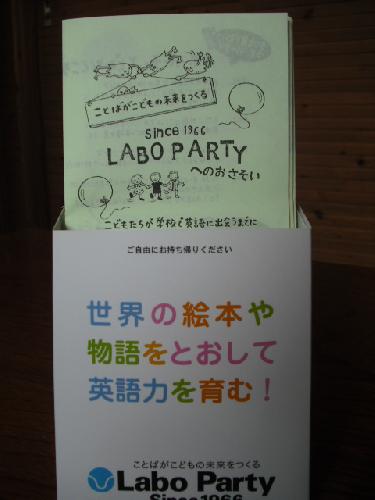 ことばがこどもの未来をつくる
Since 1966
LABO PARTY
へのおさそい
こどもたちが学校で英語に出会うまでに
ご自由にお持ち帰りください
世界の絵本や
物語をとおして
英語力を育む!
ことばがこどもの未来をつくる
Labo Party
Since 1966